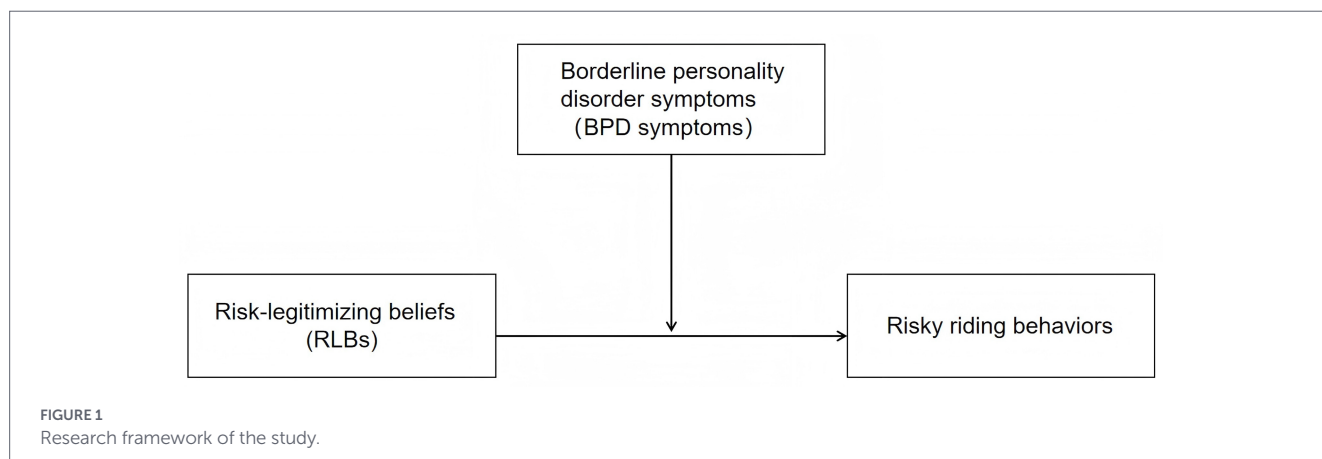 Borderline personality
disorder symptoms
(BPD symptoms)
Risk-legitimizing beliefs
(RLBs)
Risky riding behaviors
FIGURE 1
Research framework of the study.